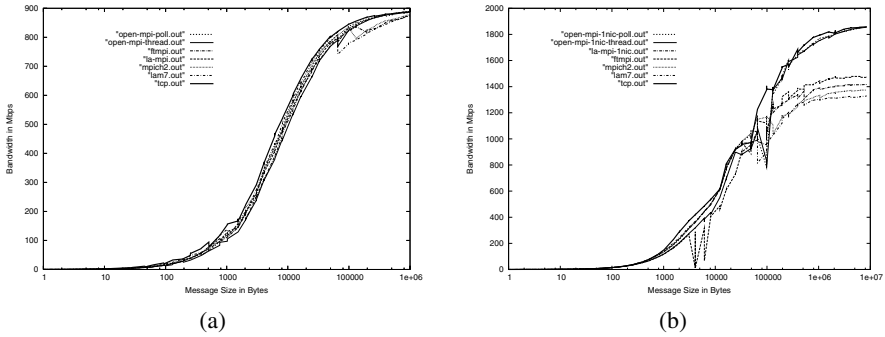 900
800
700
600
500
400
300
200
100
0
Bandwidth in Mbps
"open-mpi-poll.out"
"open-mpi-thread.out"
"ftmpi.out"
"la-mpi.out"
"mpich2.out"
"lam7.out"
"tcp.out"
1 10 100 1000 10000 100000 1e+06
Message Size in Bytes
(a)
2000
1800
1600
1400
1200
1000
800
600
400
200
0
Bandwidth in Mbps
"open-mpi-1nic-poll.out"
"open-mpi-1nic-thread.out"
"la-mpi-1nic.out"
"ftmpi.out"
"mpich2.out"
"lam7.out"
"tcp.out"
1 10 100 1000 10000 100000 1e+06 1e+07
Message Size in Bytes
(b)